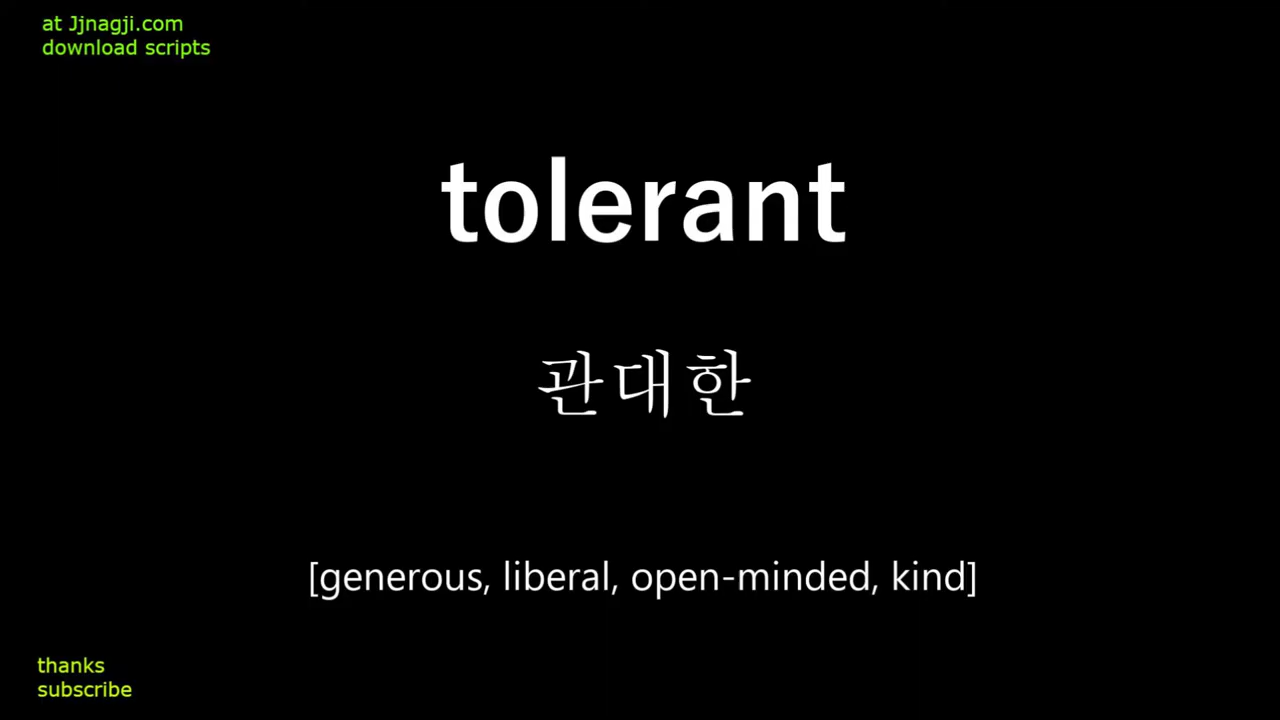 at Jjnagji.com
download scripts
tolerant
관대한
[generous, liberal, open-minded, kind]
thanks
subscribe